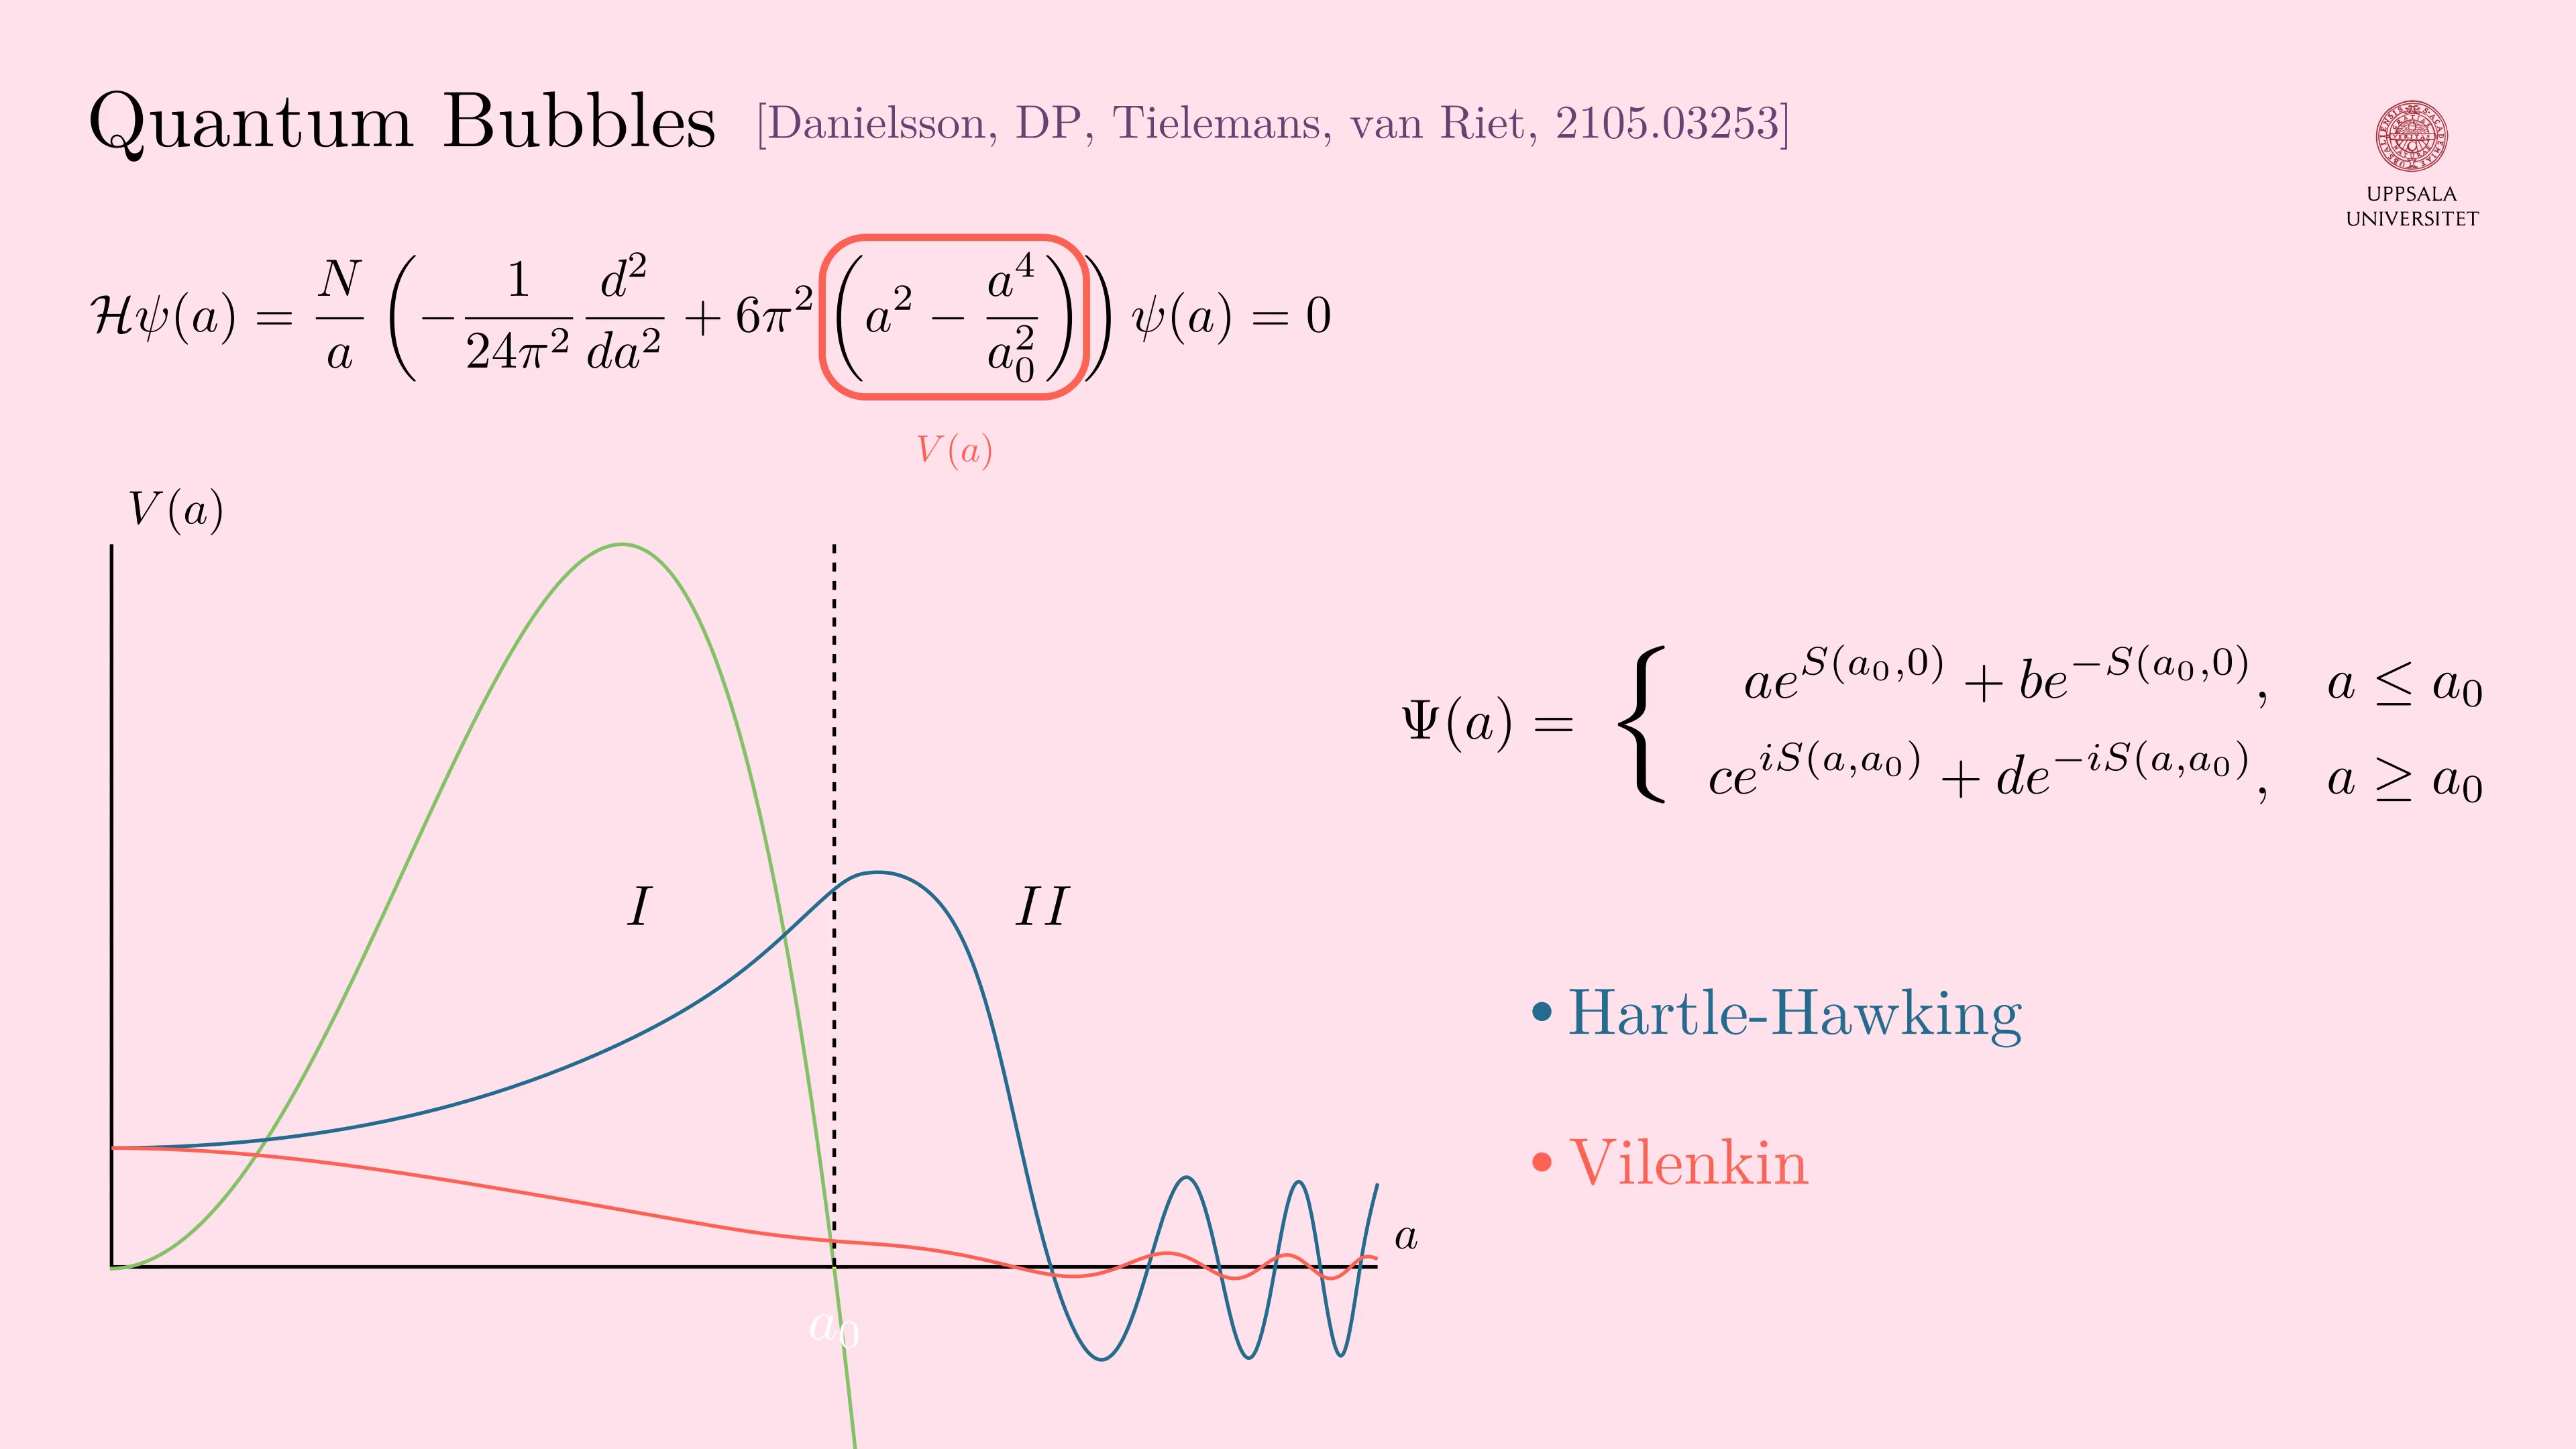 Quantum Bubbles [Danielsson, DP, Tielemans, van Riet, 2105.03253]
UPPSALA
UNIVERSITET
$\mathcal{H}\psi(a) = \frac{N}{a}\left(-\frac{1}{24\pi^2}\frac{d^2}{da^2} + 6\pi^2\left(a^2 - \frac{a^4}{a_0^2}\right)\right)\psi(a) = 0$
V(a)
V(a)
$\Psi(a) = \begin{cases} ae^{S(a_0,0)} + be^{-S(a_0,0)}, & a \leq a_0 \\ ce^{iS(a,a_0)} + de^{-iS(a,a_0)}, & a \geq a_0 \end{cases}$
I
II
• Hartle-Hawking
• Vilenkin
a
a₀